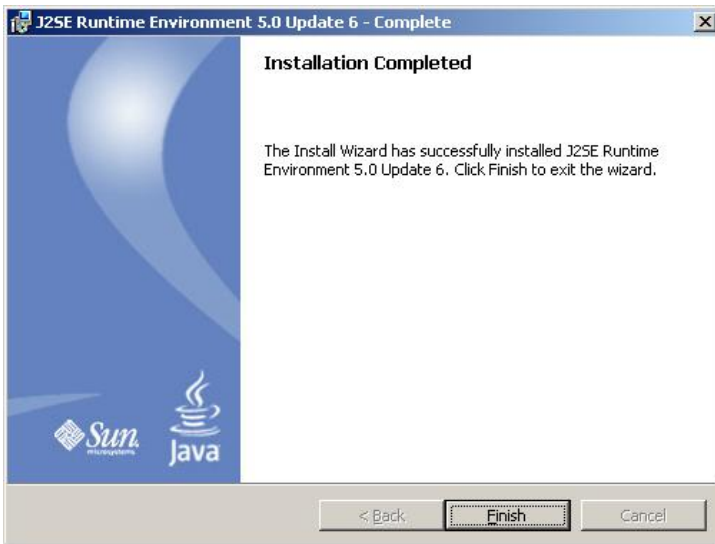 J2SE Runtime Environment 5.0 Update 6 - Complete
Installation Completed
The Install Wizard has successfully installed J2SE Runtime
Environment 5.0 Update 6. Click Finish to exit the wizard.
Sun
microsystems
Java
< Back
Finish
Cancel